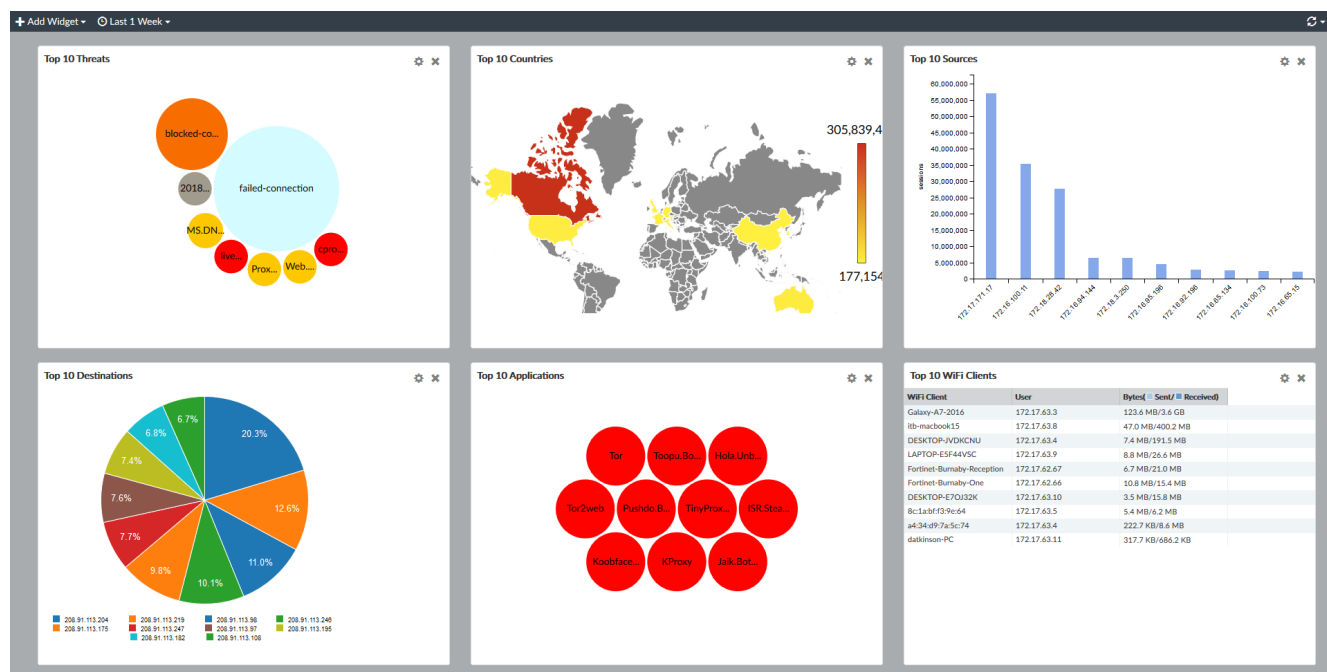 Add Widget
Last 1 Week
Top 10 Threats
blocked-co...
failed-connection
2018...
MS.DN...
live...
Prox...
Web....
cpro...
Top 10 Countries
305,839,4
177,154
Top 10 Sources
sessions
60,000,000
55,000,000
50,000,000
45,000,000
40,000,000
35,000,000
30,000,000
25,000,000
20,000,000
15,000,000
10,000,000
5,000,000
0
172.17.171.17
172.16.100.11
172.18.28.42
172.16.94.144
172.18.3.250
172.16.95.196
172.16.92.196
172.16.65.134
172.16.100.73
172.16.65.15
Top 10 Destinations
6.7% 20.3%
6.8%
7.4%
7.6% 12.6%
7.7%
9.8% 11.0%
10.1%
208.91.113.204 208.91.113.219 208.91.113.98 208.91.113.246
208.91.113.175 208.91.113.247 208.91.113.97 208.91.113.195
208.91.113.182 208.91.113.108
Top 10 Applications
Tor Toopu.Bo... Hola.Unb...
Tor2web Pushdo.B... TinyProx... ISR.Stea...
Koobface... KProxy Jaik.Bot...
Top 10 WiFi Clients
WiFi Client User Bytes( Sent/ Received)
Galaxy-A7-2016 172.17.63.3 123.6 MB/3.6 GB
itb-macbook15 172.17.63.8 47.0 MB/400.2 MB
DESKTOP-JVDKCNU 172.17.63.4 7.4 MB/191.5 MB
LAPTOP-E5F44VSC 172.17.63.9 8.8 MB/26.6 MB
Fortinet-Burnaby-Reception 172.17.62.67 6.7 MB/21.0 MB
Fortinet-Burnaby-One 172.17.62.66 10.8 MB/15.4 MB
DESKTOP-E7OJ32K 172.17.63.10 3.5 MB/15.8 MB
8c:1a:bf:f3:9e:64 172.17.63.5 5.4 MB/6.2 MB
a4:34:d9:7a:5c:74 172.17.63.4 222.7 KB/8.6 MB
datkinson-PC 172.17.63.11 317.7 KB/686.2 KB